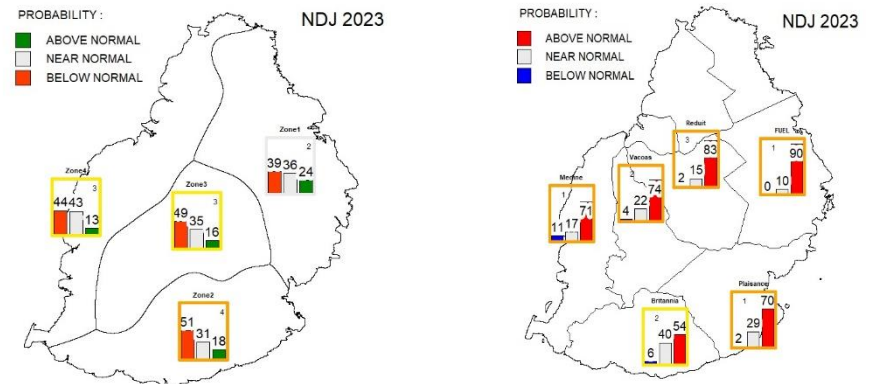 PROBABILITY :
NDJ 2023
ABOVE NORMAL
NEAR NORMAL
BELOW NORMAL
Zone1
2
39 36 24
Zone4
3
44 43 13
Zone3
3
49 35 16
Zone2
4
51 31 18
PROBABILITY :
NDJ 2023
ABOVE NORMAL
NEAR NORMAL
BELOW NORMAL
Reduit
3
2 15 83
FUEL
1
0 10 90
Vacoas
2
4 22 74
Medine
1
11 17 71
Plaisance
1
2 29 70
Britannia
2
6 40 54